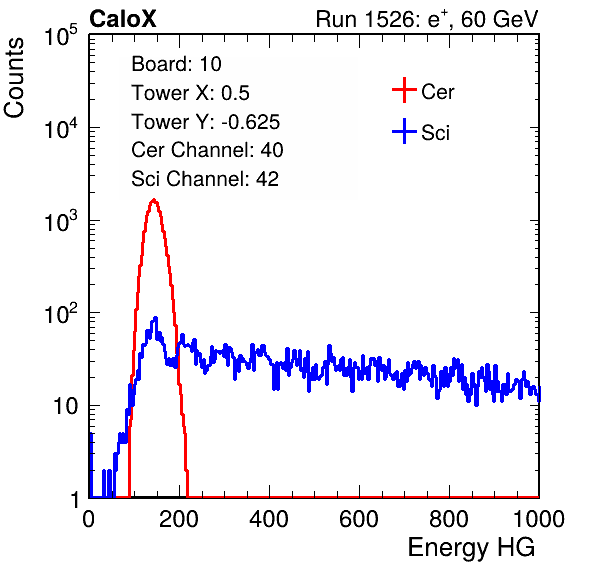 CaloX Run 1526: e⁺, 60 GeV
Counts
10⁵
10⁴
10³
10²
10
1
Board: 10
Tower X: 0.5
Tower Y: -0.625
Cer Channel: 40
Sci Channel: 42
Cer
Sci
0 200 400 600 800 1000
Energy HG